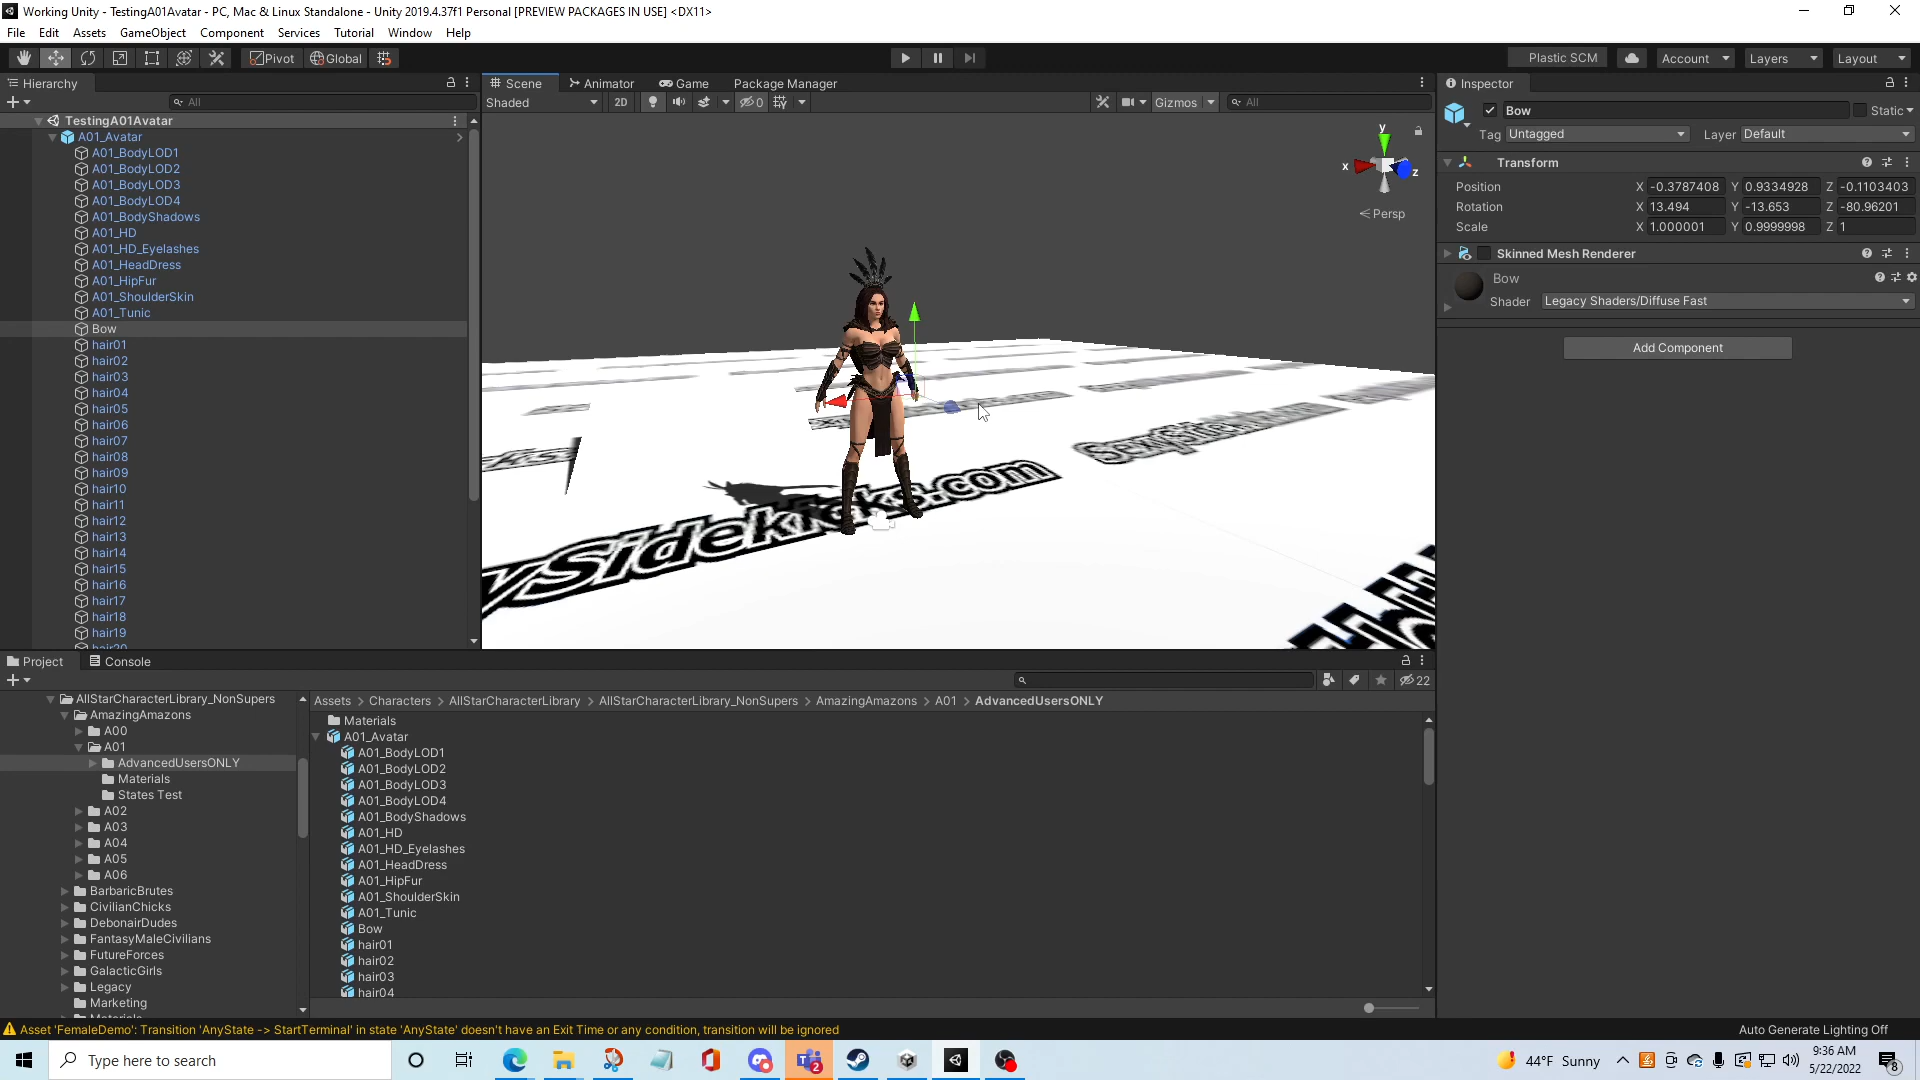 Working Unity - TestingA01Avatar - PC, Mac & Linux Standalone - Unity 2019.4.37f1 Personal [PREVIEW PACKAGES IN USE] <DX11>
File Edit Assets GameObject Component Services Tutorial Window Help
Pivot Global Plastic SCM Account Layers Layout
Hierarchy
All
TestingA01Avatar
A01_Avatar
A01_BodyLOD1
A01_BodyLOD2
A01_BodyLOD3
A01_BodyLOD4
A01_BodyShadows
A01_HD
A01_HD_Eyelashes
A01_HeadDress
A01_HipFur
A01_ShoulderSkin
A01_Tunic
Bow
hair01
hair02
hair03
hair04
hair05
hair06
hair07
hair08
hair09
hair10
hair11
hair12
hair13
hair14
hair15
hair16
hair17
hair18
hair19
hair20
Scene Animator Game Package Manager
Shaded 2D 0 Gizmos All
y
x z
Persp
ySidekicks.com
Inspector
Bow Static
Tag Untagged Layer Default
Transform
Position X -0.3787408 Y 0.9334928 Z -0.1103403
Rotation X 13.494 Y -13.653 Z -80.96201
Scale X 1.000001 Y 0.9999998 Z 1
Skinned Mesh Renderer
Bow
Shader Legacy Shaders/Diffuse Fast
Add Component
Project Console
22
AllStarCharacterLibrary_NonSupers
AmazingAmazons
A00
A01
AdvancedUsersONLY
Materials
States Test
A02
A03
A04
A05
A06
BarbaricBrutes
CivilianChicks
DebonairDudes
FantasyMaleCivilians
FutureForces
GalacticGirls
Legacy
Marketing
Materials
Assets > Characters > AllStarCharacterLibrary > AllStarCharacterLibrary_NonSupers > AmazingAmazons > A01 > AdvancedUsersONLY
Materials
A01_Avatar
A01_BodyLOD1
A01_BodyLOD2
A01_BodyLOD3
A01_BodyLOD4
A01_BodyShadows
A01_HD
A01_HD_Eyelashes
A01_HeadDress
A01_HipFur
A01_ShoulderSkin
A01_Tunic
Bow
hair01
hair02
hair03
hair04
Asset 'FemaleDemo': Transition 'AnyState -> StartTerminal' in state 'AnyState' doesn't have an Exit Time or any condition, transition will be ignored
Auto Generate Lighting Off
Type here to search
2
44°F Sunny
9:36 AM
5/22/2022
8